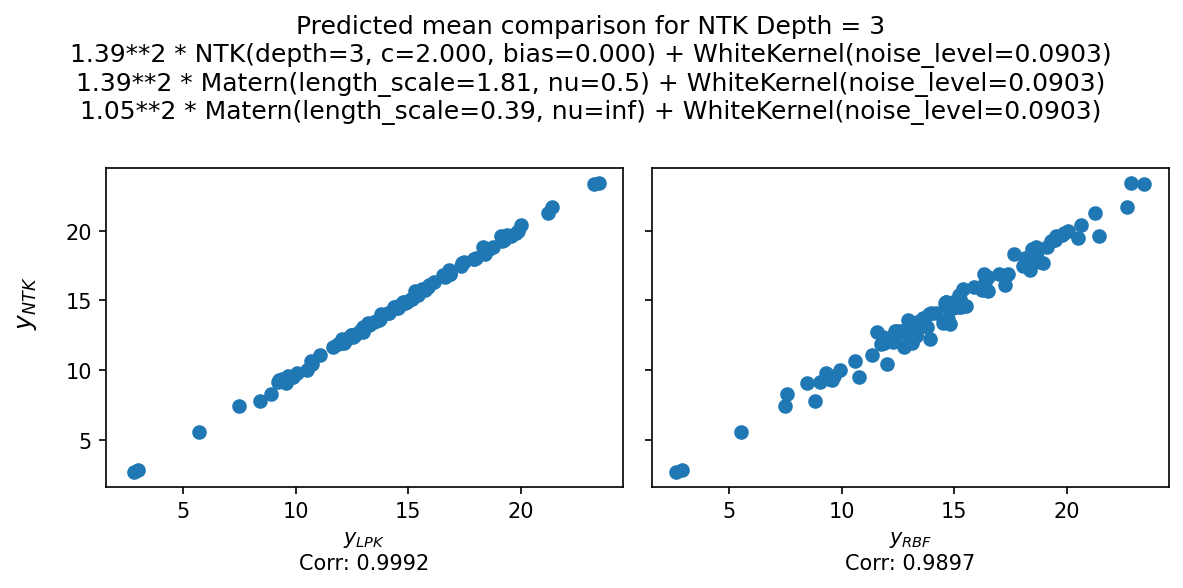 Predicted mean comparison for NTK Depth = 3
1.39**2 * NTK(depth=3, c=2.000, bias=0.000) + WhiteKernel(noise_level=0.0903)
1.39**2 * Matern(length_scale=1.81, nu=0.5) + WhiteKernel(noise_level=0.0903)
1.05**2 * Matern(length_scale=0.39, nu=inf) + WhiteKernel(noise_level=0.0903)
y_NTK
20
15
10
5
5 10 15 20
5 10 15 20
y_LPK
Corr: 0.9992
y_RBF
Corr: 0.9897